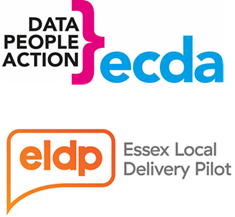 DATA
PEOPLE
ACTION
ecda
eldp
Essex Local
Delivery Pilot